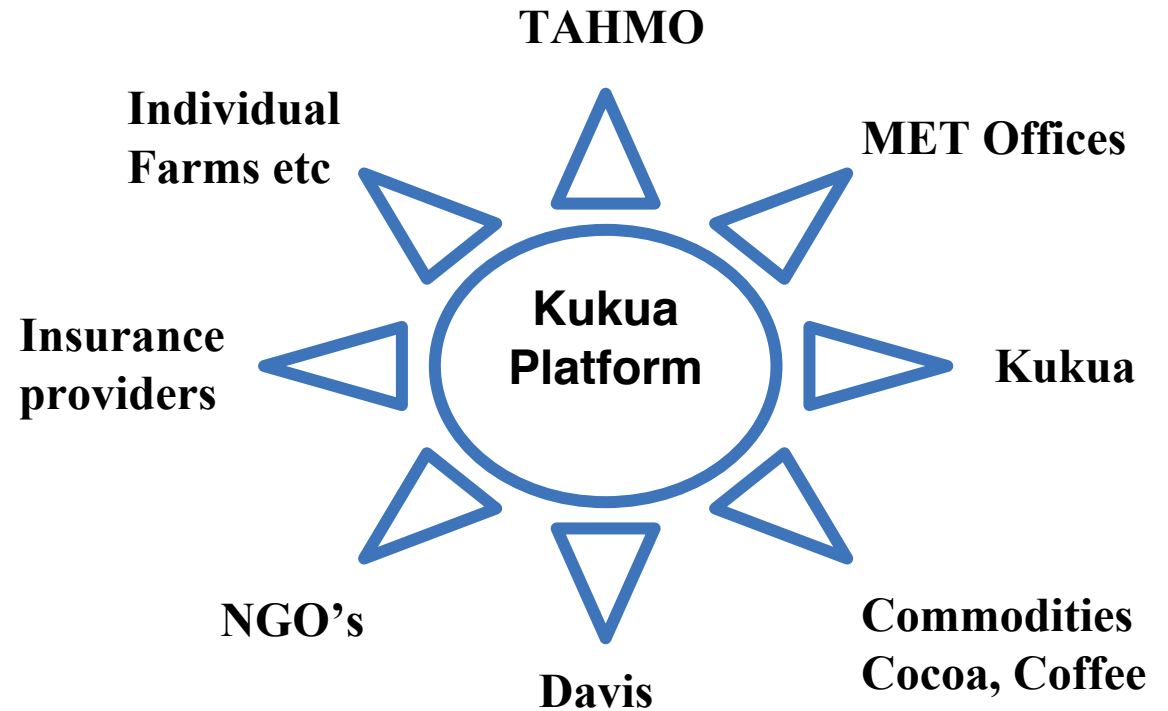 TAHMO
Individual
Farms etc
MET Offices
Kukua
Platform
Insurance
providers
Kukua
NGO’s
Commodities
Cocoa, Coffee
Davis